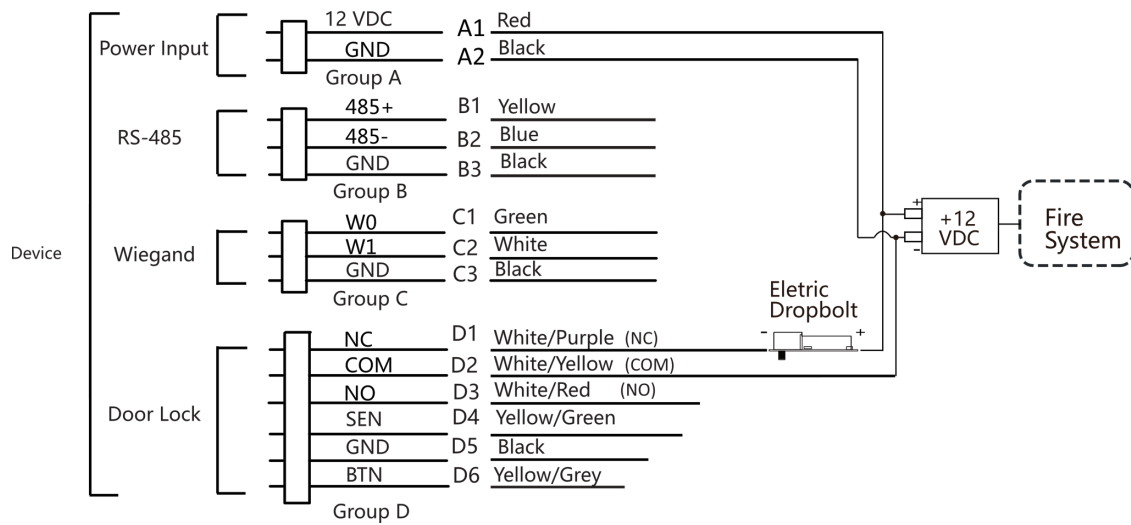 12 VDC A1 Red
Power Input GND A2 Black
Group A
485+ B1 Yellow
RS-485 485- B2 Blue
GND B3 Black
Group B
W0 C1 Green
Wiegand W1 C2 White
GND C3 Black
Group C
Device
+
+12
VDC
-
Fire
System
Eletric
Dropbolt
- +
NC D1 White/Purple (NC)
COM D2 White/Yellow (COM)
NO D3 White/Red (NO)
Door Lock SEN D4 Yellow/Green
GND D5 Black
BTN D6 Yellow/Grey
Group D